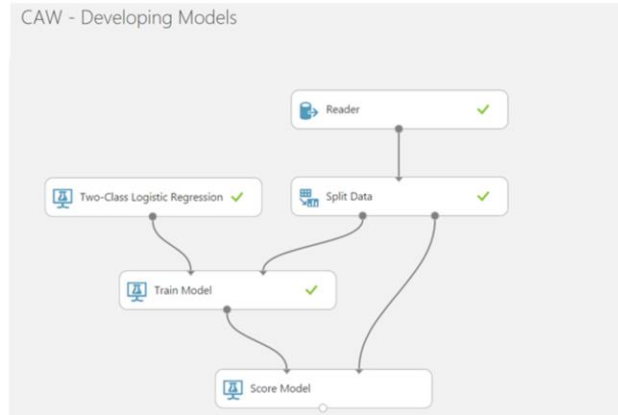 CAW - Developing Models
Reader
Two-Class Logistic Regression
Split Data
Train Model
Score Model